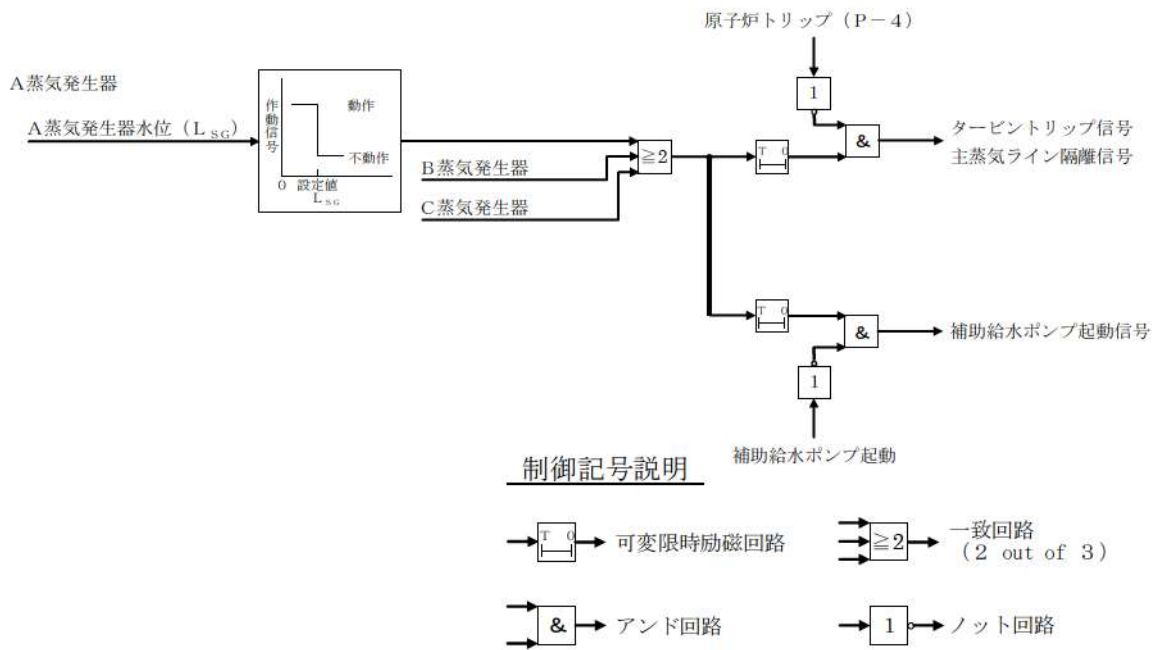 原子炉トリップ（P－4）
A蒸気発生器
A蒸気発生器水位（L SG）
作動信号
動作
不動作
0 設定値
L SG
B蒸気発生器
C蒸気発生器
≧2
1
T 0
&
タービントリップ信号
主蒸気ライン隔離信号
T 0
&
補助給水ポンプ起動信号
1
補助給水ポンプ起動
制御記号説明
T 0 可変限時励磁回路
≧2 一致回路
（2 out of 3）
& アンド回路
1 ノット回路